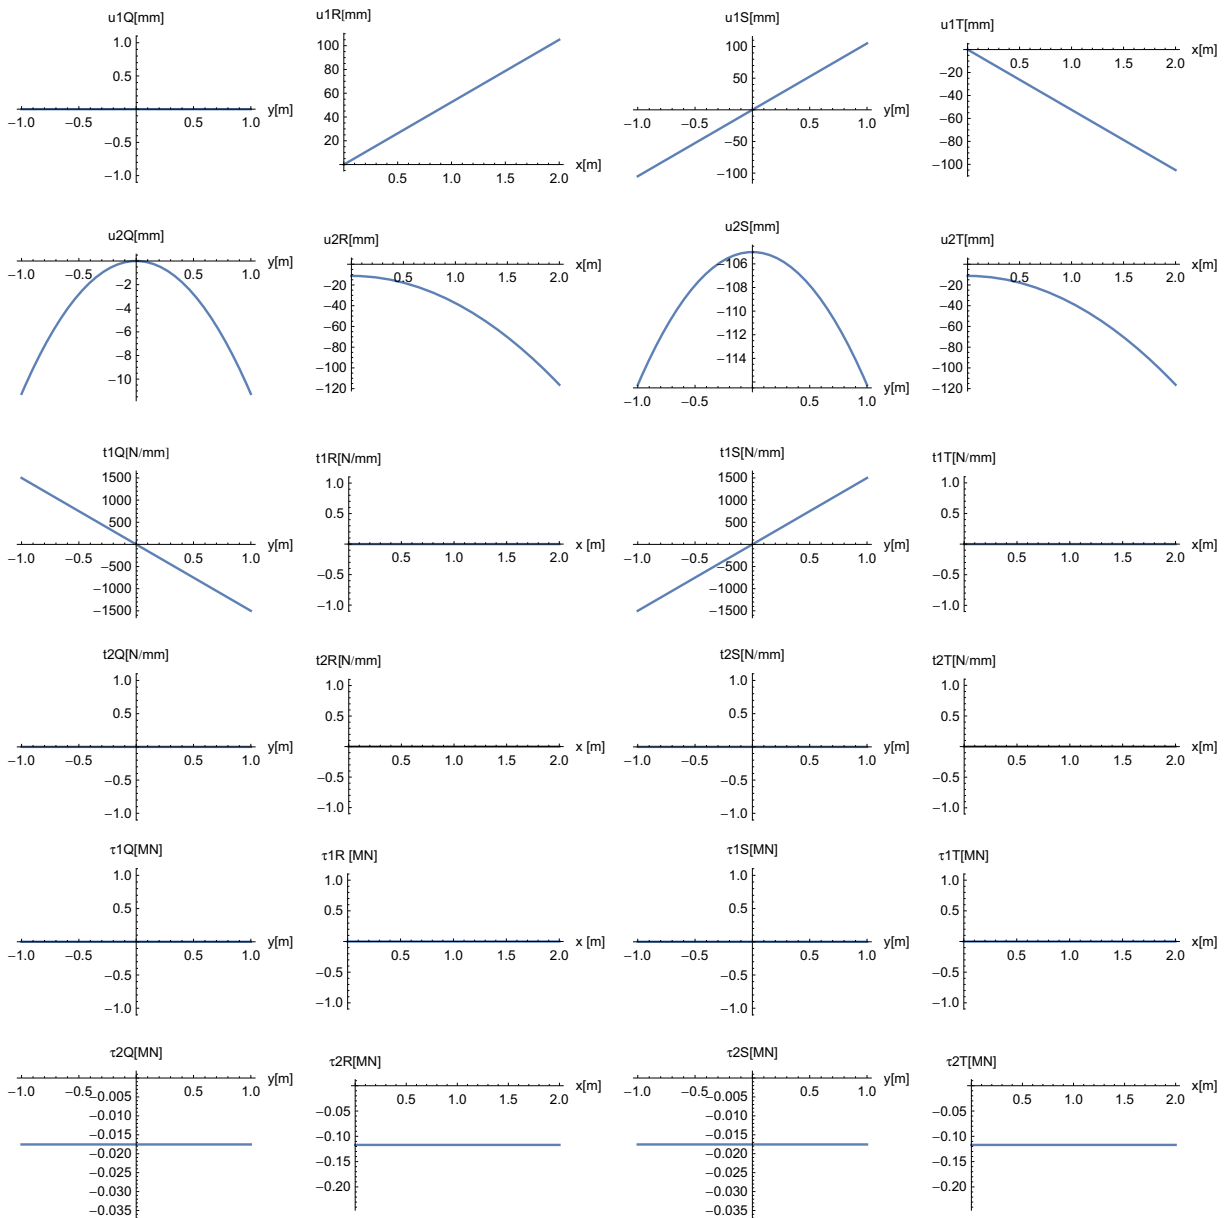 u1Q[mm]
1.0
0.5
−1.0 −0.5 0.5 1.0 y[m]
−0.5
−1.0
u1R[mm]
100
80
60
40
20
0.5 1.0 1.5 2.0 x[m]
u1S[mm]
100
50
−1.0 −0.5 0.5 1.0 y[m]
−50
−100
u1T[mm]
0.5 1.0 1.5 2.0 x[m]
−20
−40
−60
−80
−100
u2Q[mm]
−1.0 −0.5 0.5 1.0 y[m]
−2
−4
−6
−8
−10
u2R[mm]
0.5 1.0 1.5 2.0 x[m]
−20
−40
−60
−80
−100
−120
u2S[mm]
−106
−108
−110
−112
−114
−1.0 −0.5 0.5 1.0 y[m]
u2T[mm]
0.5 1.0 1.5 2.0 x[m]
−20
−40
−60
−80
−100
−120
t1Q[N/mm]
1500
1000
500
−1.0 −0.5 0.5 1.0 y[m]
−500
−1000
−1500
t1R[N/mm]
1.0
0.5
0.5 1.0 1.5 2.0 x [m]
−0.5
−1.0
t1S[N/mm]
1500
1000
500
−1.0 −0.5 0.5 1.0 y[m]
−500
−1000
−1500
t1T[N/mm]
1.0
0.5
0.5 1.0 1.5 2.0 x[m]
−0.5
−1.0
t2Q[N/mm]
1.0
0.5
−1.0 −0.5 0.5 1.0 y[m]
−0.5
−1.0
t2R[N/mm]
1.0
0.5
0.5 1.0 1.5 2.0 x [m]
−0.5
−1.0
t2S[N/mm]
1.0
0.5
−1.0 −0.5 0.5 1.0 y[m]
−0.5
−1.0
t2T[N/mm]
1.0
0.5
0.5 1.0 1.5 2.0 x[m]
−0.5
−1.0
τ1Q[MN]
1.0
0.5
−1.0 −0.5 0.5 1.0 y[m]
−0.5
−1.0
τ1R [MN]
1.0
0.5
0.5 1.0 1.5 2.0 x [m]
−0.5
−1.0
τ1S[MN]
1.0
0.5
−1.0 −0.5 0.5 1.0 y[m]
−0.5
−1.0
τ1T[MN]
1.0
0.5
0.5 1.0 1.5 2.0 x[m]
−0.5
−1.0
τ2Q[MN]
−1.0 −0.5 0.5 1.0 y[m]
−0.005
−0.010
−0.015
−0.020
−0.025
−0.030
−0.035
τ2R[MN]
0.5 1.0 1.5 2.0 x[m]
−0.05
−0.10
−0.15
−0.20
τ2S[MN]
−1.0 −0.5 0.5 1.0 y[m]
−0.005
−0.010
−0.015
−0.020
−0.025
−0.030
−0.035
τ2T[MN]
0.5 1.0 1.5 2.0 x[m]
−0.05
−0.10
−0.15
−0.20